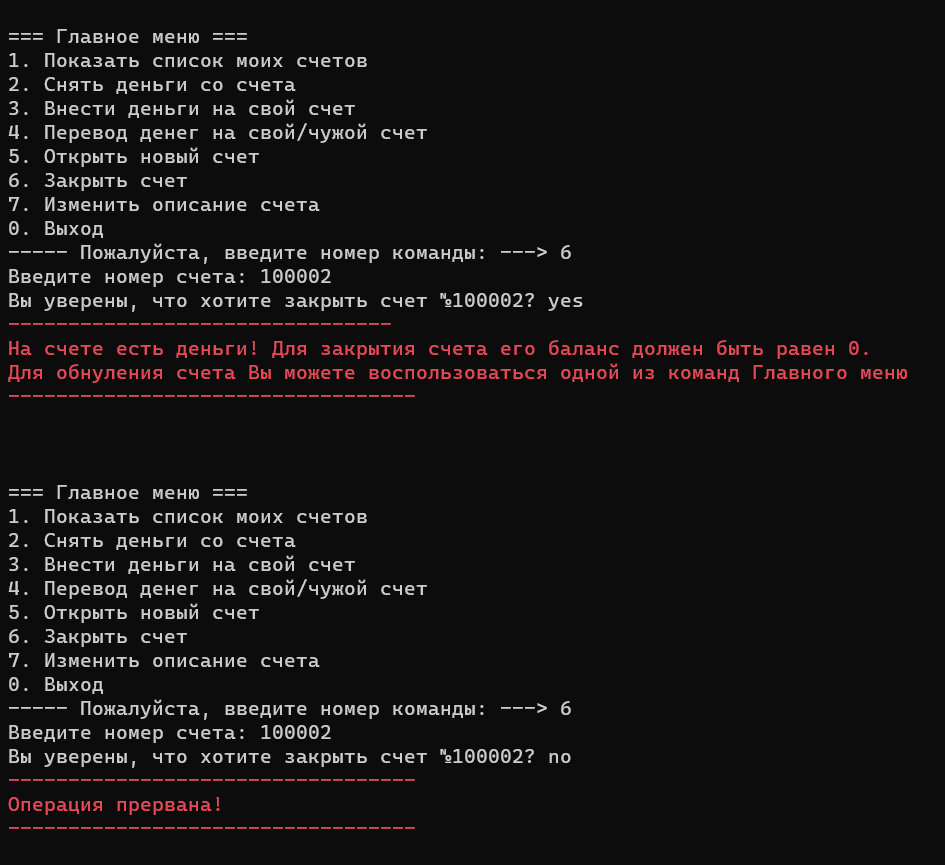 === Главное меню ===
1. Показать список моих счетов
2. Снять деньги со счета
3. Внести деньги на свой счет
4. Перевод денег на свой/чужой счет
5. Открыть новый счет
6. Закрыть счет
7. Изменить описание счета
0. Выход
----- Пожалуйста, введите номер команды: ---> 6
Введите номер счета: 100002
Вы уверены, что хотите закрыть счет №100002? yes
--------------------------------
На счете есть деньги! Для закрытия счета его баланс должен быть равен 0.
Для обнуления счета Вы можете воспользоваться одной из команд Главного меню
----------------------------------
=== Главное меню ===
1. Показать список моих счетов
2. Снять деньги со счета
3. Внести деньги на свой счет
4. Перевод денег на свой/чужой счет
5. Открыть новый счет
6. Закрыть счет
7. Изменить описание счета
0. Выход
----- Пожалуйста, введите номер команды: ---> 6
Введите номер счета: 100002
Вы уверены, что хотите закрыть счет №100002? no
----------------------------------
Операция прервана!
----------------------------------